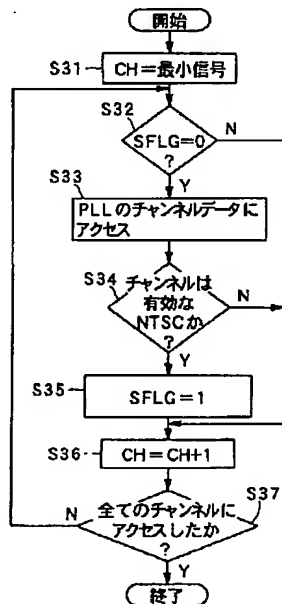 開始
S31
CH=最小信号
S32
SFLG=0
?
N
Y
S33
PLLのチャンネルデータに
アクセス
S34
チャンネルは
有効な
NTSCか
?
N
Y
S35
SFLG=1
S36
CH=CH+1
S37
全てのチャンネルに
アクセスしたか
?
N
Y
終了